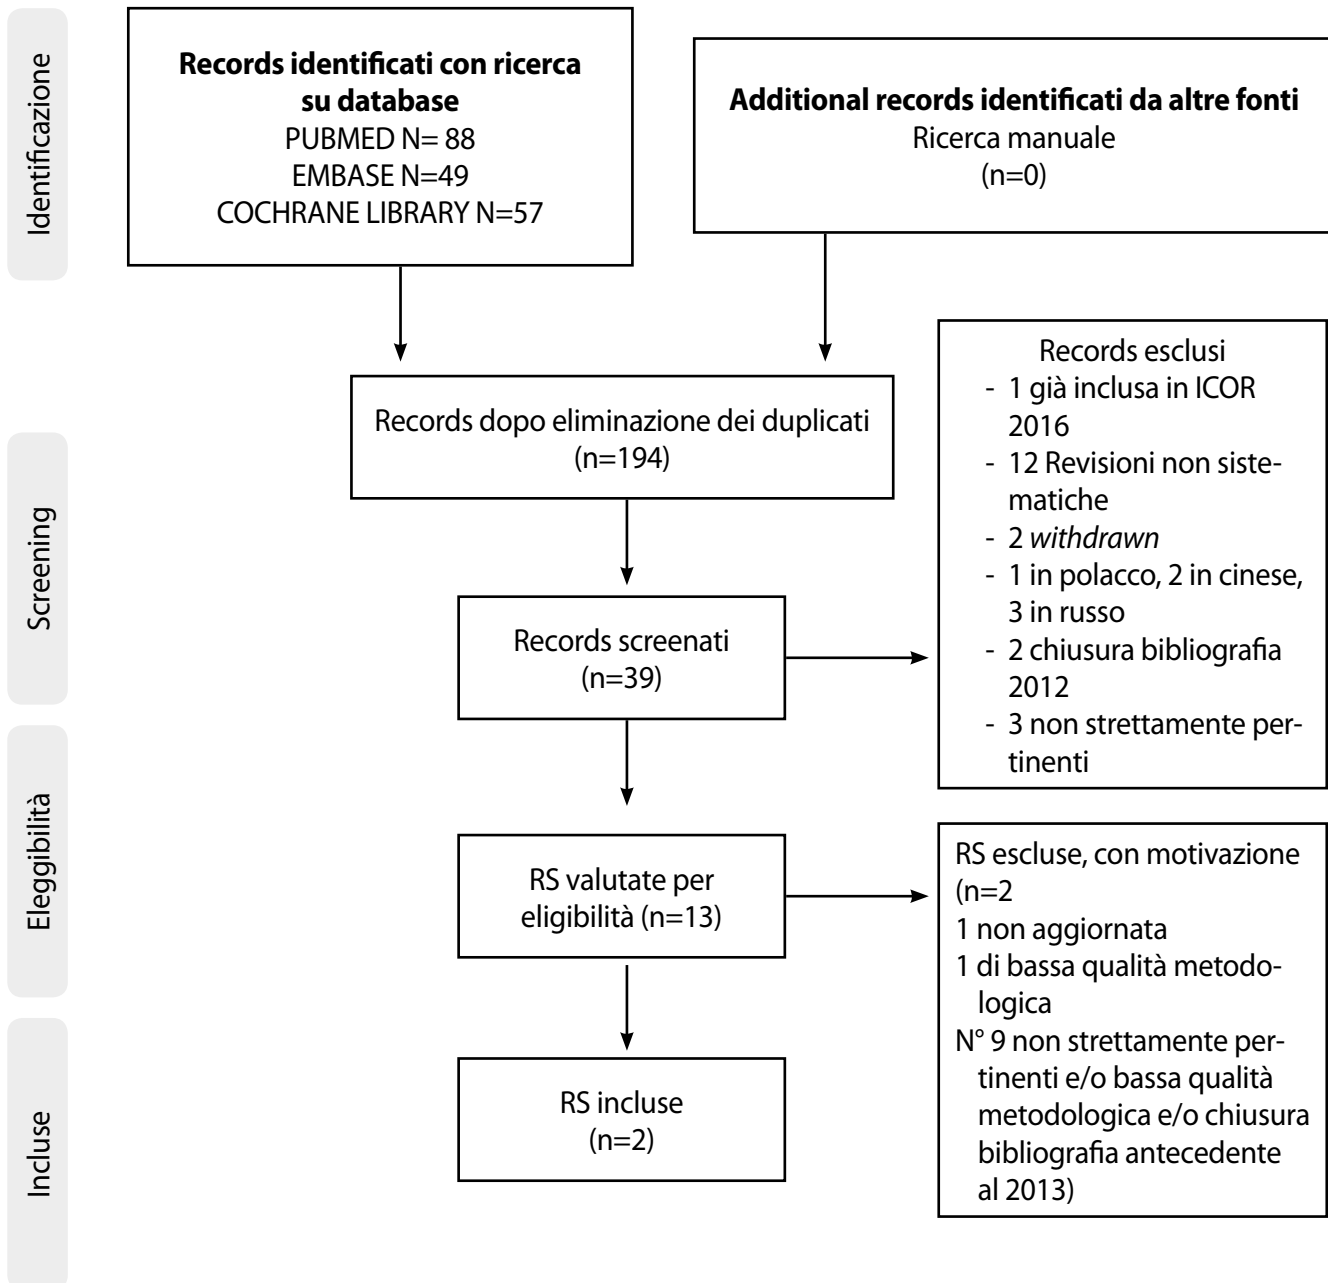 Identificazione
Records identificati con ricerca
su database
PUBMED N= 88
EMBASE N=49
COCHRANE LIBRARY N=57
Additional records identificati da altre fonti
Ricerca manuale
(n=0)
Screening
Records dopo eliminazione dei duplicati
(n=194)
Records screenati
(n=39)
Records esclusi
- 1 già inclusa in ICOR
2016
- 12 Revisioni non siste-
matiche
- 2 withdrawn
- 1 in polacco, 2 in cinese,
3 in russo
- 2 chiusura bibliografia
2012
- 3 non strettamente per-
tinenti
Eleggibilità
RS valutate per
eligibilità (n=13)
RS escluse, con motivazione
(n=2
1 non aggiornata
1 di bassa qualità metodo-
logica
N° 9 non strettamente per-
tinenti e/o bassa qualità
metodologica e/o chiusura
bibliografia antecedente
al 2013)
Incluse
RS incluse
(n=2)